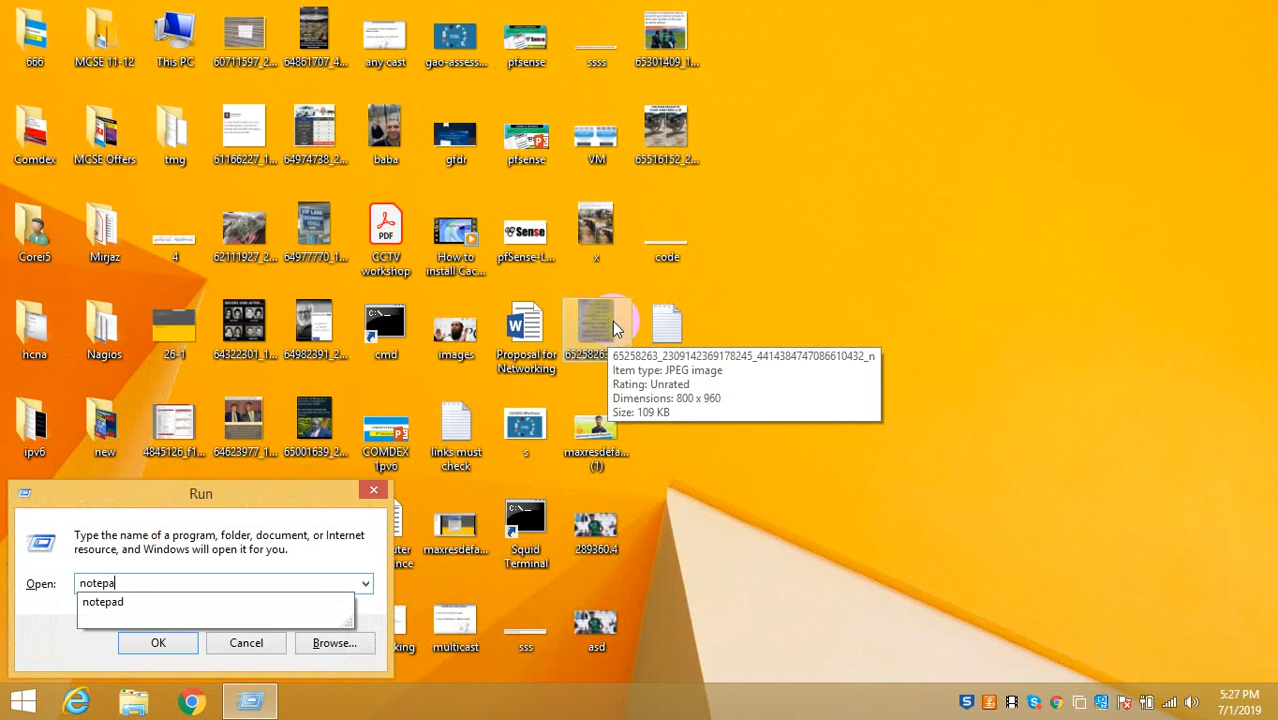 666
MCSE 11-12
This PC
60711597_2...
64861707_4...
any cast
gao-assess...
pfsense
ssss
65301409_1...
Comdex
MCSE Offers
tmg
61166227_1...
64974738_2...
baba
gfdr
pfsense
VM
65516152_2...
Corei5
Mirjaz
4
62111927_2...
64977770_1...
PDF
CCTV
workshop
How to
install Cac...
Sense
pfSense-L...
x
code
hcna
Nagios
26-1
64322301_1...
64982391_2...
C:\_
cmd
images
Proposal for
Networking
65258263_2309142369178245_4414384747086610432_n
Item type: JPEG image
Rating: Unrated
Dimensions: 800 x 960
Size: 109 KB
ipv6
new
4845126_f1...
64623977_1...
65001639_2...
COMDEX
1pv6
links must
check
s
maxresdefa...
(1)
maxresdefa...
C:\_
Squid
Terminal
289360.4
multicast
sss
asd
Run
Type the name of a program, folder, document, or Internet
resource, and Windows will open it for you.
Open:
notepa
notepad
OK
Cancel
Browse...
5:27 PM
7/1/2019